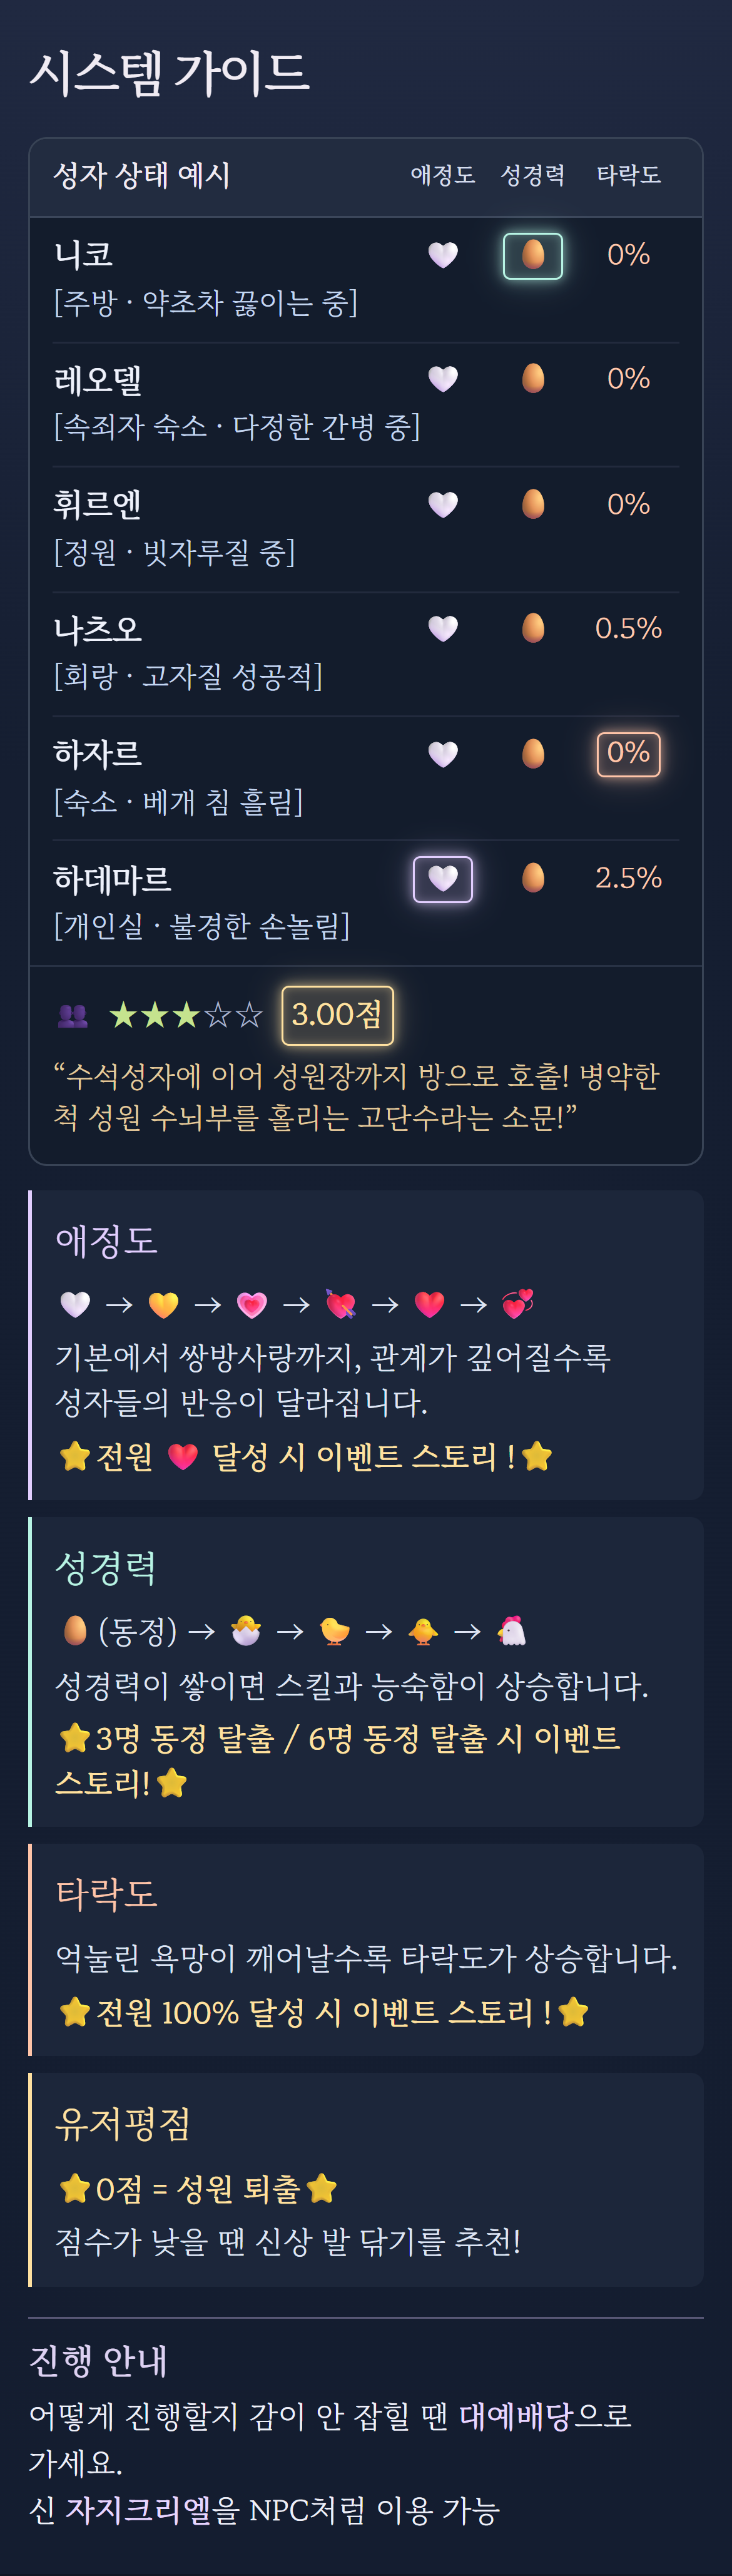 시스템 가이드
성자 상태 예시 애정도 성경력 타락도
니코 🤍 🥚 0%
[주방 · 약초차 끓이는 중]
레오델 🤍 🥚 0%
[속죄자 숙소 · 다정한 간병 중]
휘르엔 🤍 🥚 0%
[정원 · 빗자루질 중]
나츠오 🤍 🥚 0.5%
[회랑 · 고자질 성공적]
하자르 🤍 🥚 0%
[숙소 · 베개 침 흘림]
하데마르 🤍 🥚 2.5%
[개인실 · 불경한 손놀림]
👥 ★★★☆☆ 3.00점
“수석성자에 이어 성원장까지 방으로 호출! 병약한
척 성원 수뇌부를 홀리는 고단수라는 소문!”
애정도
🤍 → 💛 → 💗 → 💘 → ❤️ → 💞
기본에서 쌍방사랑까지, 관계가 깊어질수록
성자들의 반응이 달라집니다.
⭐전원 ❤️ 달성 시 이벤트 스토리 !⭐
성경력
🥚 (동정) → 🐣 → 🐤 → 🐥 → 🐔
성경력이 쌓이면 스킬과 능숙함이 상승합니다.
⭐3명 동정 탈출 / 6명 동정 탈출 시 이벤트
스토리!⭐
타락도
억눌린 욕망이 깨어날수록 타락도가 상승합니다.
⭐전원 100% 달성 시 이벤트 스토리 !⭐
유저평점
⭐0점 = 성원 퇴출⭐
점수가 낮을 땐 신상 발 닦기를 추천!
진행 안내
어떻게 진행할지 감이 안 잡힐 땐 대예배당으로
가세요.
신 자지크리엘을 NPC처럼 이용 가능